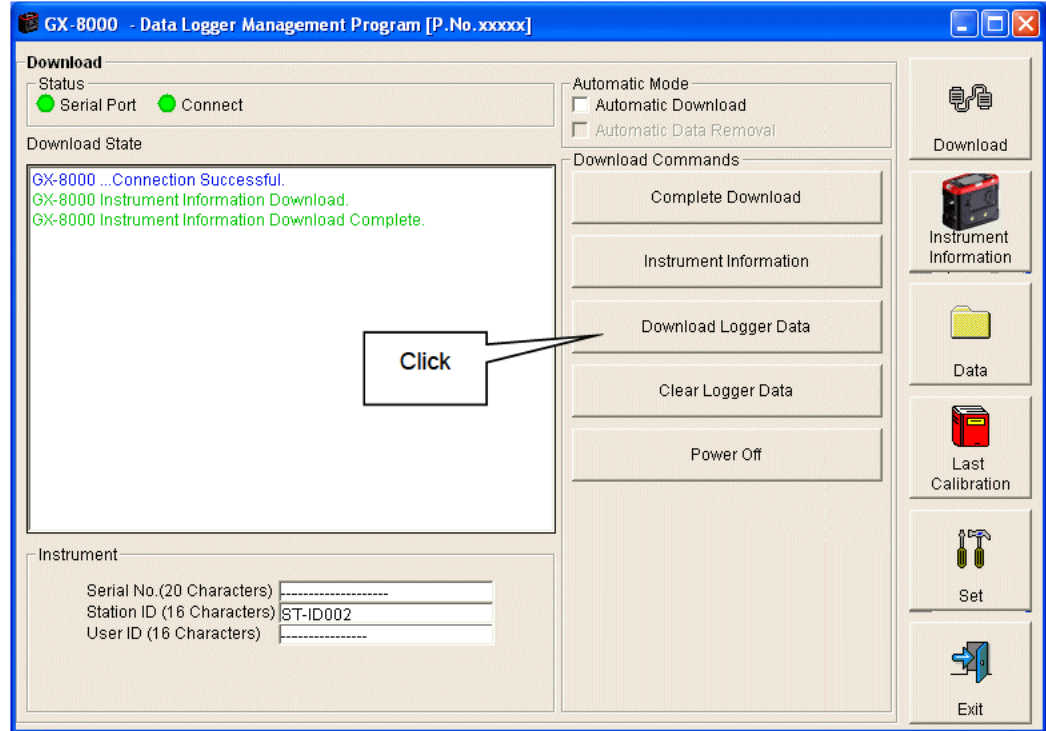 GX-8000 - Data Logger Management Program [P.No.xxxxx]
Download
Status
Serial Port Connect
Download State
GX-8000 ...Connection Successful.
GX-8000 Instrument Information Download.
GX-8000 Instrument Information Download Complete.
Click
Instrument
Serial No.(20 Characters) --------------------
Station ID (16 Characters) ST-ID002
User ID (16 Characters) ----------------
Automatic Mode
Automatic Download
Automatic Data Removal
Download Commands
Complete Download
Instrument Information
Download Logger Data
Clear Logger Data
Power Off
Download
Instrument
Information
Data
Last
Calibration
Set
Exit